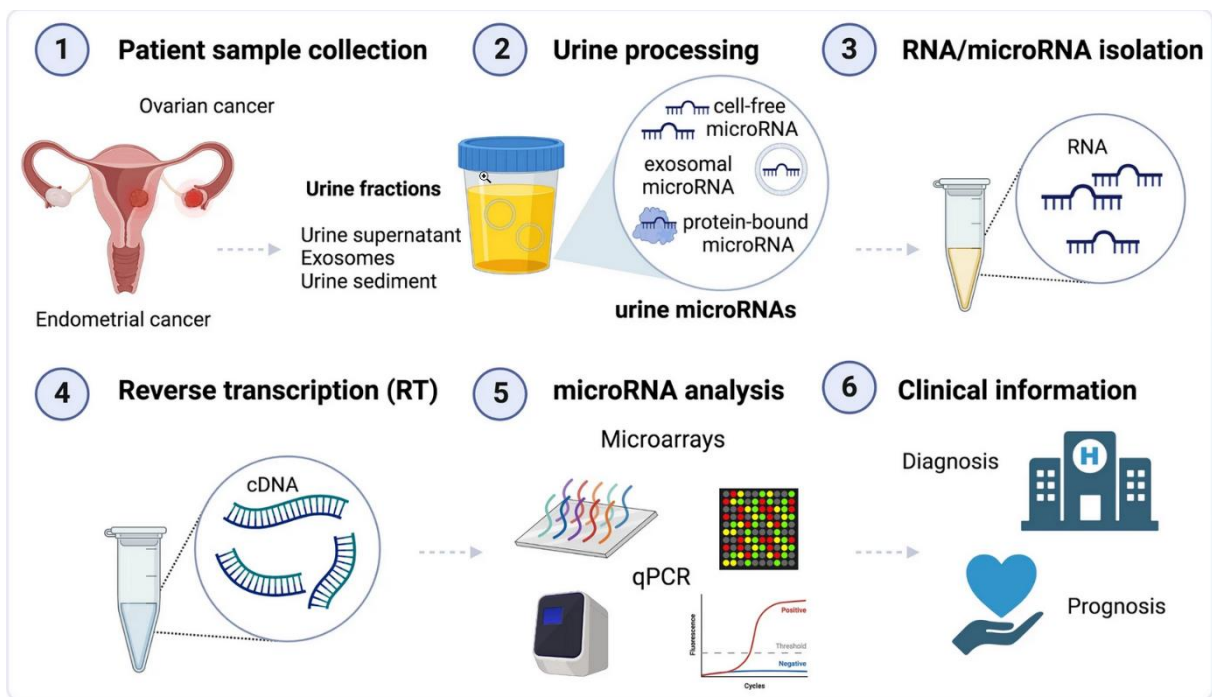 1 Patient sample collection
Ovarian cancer
Endometrial cancer
Urine fractions
Urine supernatant
Exosomes
Urine sediment
2 Urine processing
cell-free
microRNA
exosomal
microRNA
protein-bound
microRNA
urine microRNAs
3 RNA/microRNA isolation
RNA
4 Reverse transcription (RT)
cDNA
5 microRNA analysis
Microarrays
qPCR
Fluorescence
Positive
Threshold
Negative
Cycles
6 Clinical information
Diagnosis
H
Prognosis